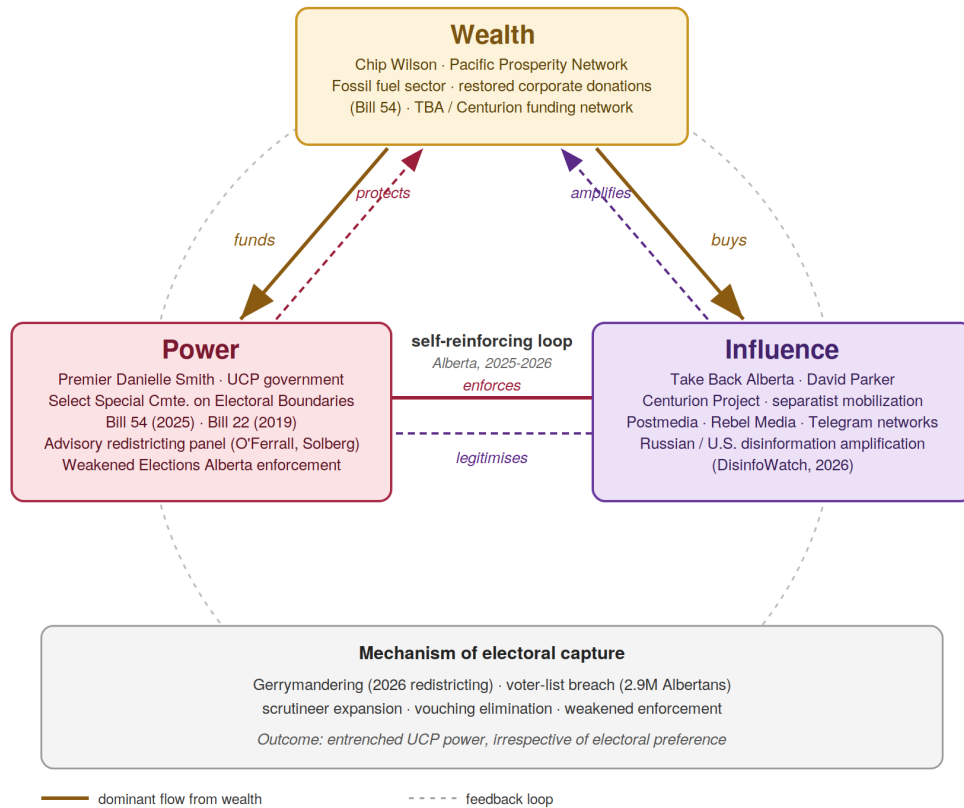 Wealth
Chip Wilson · Pacific Prosperity Network
Fossil fuel sector · restored corporate donations
(Bill 54) · TBA / Centurion funding network
protects
amplifies
funds
buys
Power
Premier Danielle Smith · UCP government
Select Special Cmte. on Electoral Boundaries
Bill 54 (2025) · Bill 22 (2019)
Advisory redistricting panel (O'Ferrall, Solberg)
Weakened Elections Alberta enforcement
self-reinforcing loop
Alberta, 2025-2026
enforces
legitimises
Influence
Take Back Alberta · David Parker
Centurion Project · separatist mobilization
Postmedia · Rebel Media · Telegram networks
Russian / U.S. disinformation amplification
(DisinfoWatch, 2026)
Mechanism of electoral capture
Gerrymandering (2026 redistricting) · voter-list breach (2.9M Albertans)
scrutineer expansion · vouching elimination · weakened enforcement
Outcome: entrenched UCP power, irrespective of electoral preference
dominant flow from wealth
feedback loop